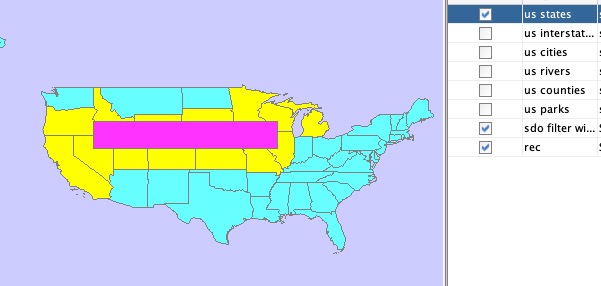 us states
us interstat...
us cities
us rivers
us counties
us parks
sdo filter wi...
rec